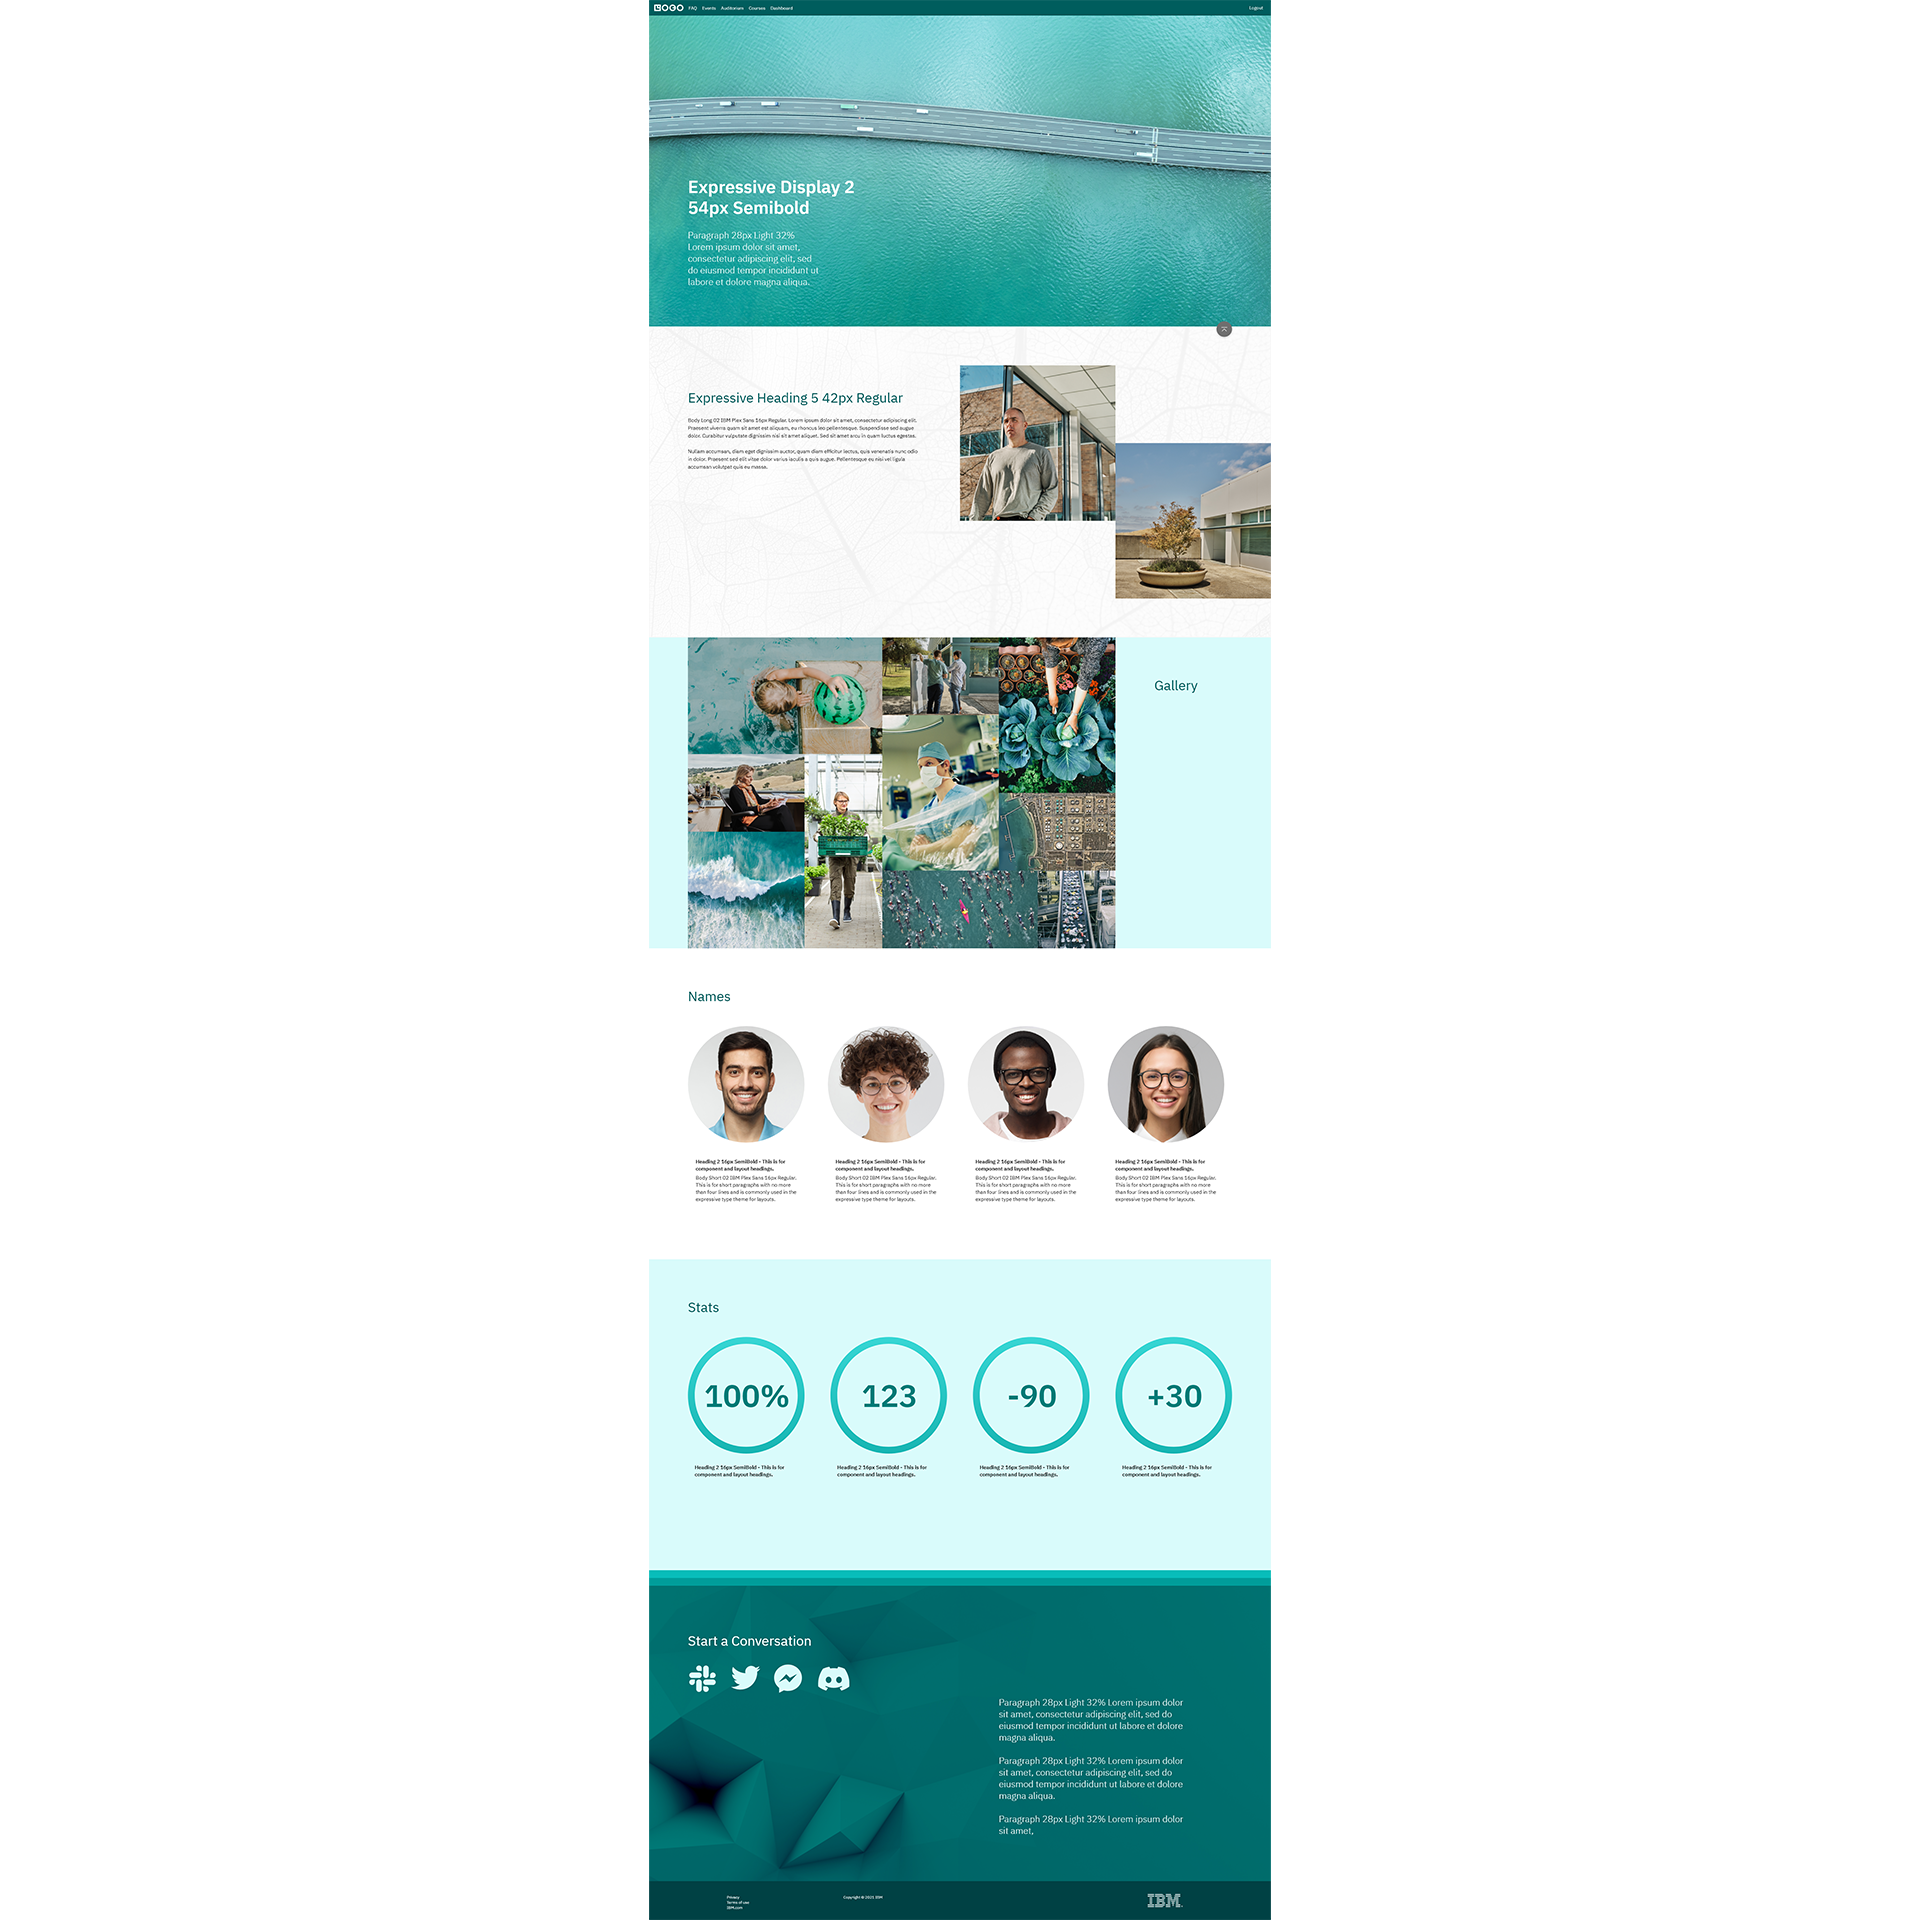 LOGO FAQ Events Auditorium Courses Dashboard Logout
Expressive Display 2
54px Semibold
Paragraph 28px Light 32%
Lorem ipsum dolor sit amet,
consectetur adipiscing elit, sed
do eiusmod tempor incididunt ut
labore et dolore magna aliqua.
Expressive Heading 5 42px Regular
Body Long 02 IBM Plex Sans 16px Regular. Lorem ipsum dolor sit amet, consectetur adipiscing elit.
Praesent viverra quam sit amet est aliquam, eu rhoncus leo pellentesque. Suspendisse sed augue
dolor. Curabitur vulputate dignissim nisl sit amet aliquet. Sed sit amet arcu in quam luctus egestas.
Nullam accumsan, diam eget dignissim auctor, quam diam efficitur lectus, quis venenatis nunc odio
in dolor. Praesent sed elit vitae dolor varius iaculis a quis augue. Pellentesque eu nisi vel ligula
accumsan volutpat quis eu massa.
Gallery
Names
Heading 2 16px SemiBold - This is for
component and layout headings.
Body Short 02 IBM Plex Sans 16px Regular.
This is for short paragraphs with no more
than four lines and is commonly used in the
expressive type theme for layouts.
Heading 2 16px SemiBold - This is for
component and layout headings.
Body Short 02 IBM Plex Sans 16px Regular.
This is for short paragraphs with no more
than four lines and is commonly used in the
expressive type theme for layouts.
Heading 2 16px SemiBold - This is for
component and layout headings.
Body Short 02 IBM Plex Sans 16px Regular.
This is for short paragraphs with no more
than four lines and is commonly used in the
expressive type theme for layouts.
Heading 2 16px SemiBold - This is for
component and layout headings.
Body Short 02 IBM Plex Sans 16px Regular.
This is for short paragraphs with no more
than four lines and is commonly used in the
expressive type theme for layouts.
Stats
100%
123
-90
+30
Heading 2 16px SemiBold - This is for
component and layout headings.
Heading 2 16px SemiBold - This is for
component and layout headings.
Heading 2 16px SemiBold - This is for
component and layout headings.
Heading 2 16px SemiBold - This is for
component and layout headings.
Start a Conversation
Paragraph 28px Light 32% Lorem ipsum dolor
sit amet, consectetur adipiscing elit, sed do
eiusmod tempor incididunt ut labore et dolore
magna aliqua.
Paragraph 28px Light 32% Lorem ipsum dolor
sit amet, consectetur adipiscing elit, sed do
eiusmod tempor incididunt ut labore et dolore
magna aliqua.
Paragraph 28px Light 32% Lorem ipsum dolor
sit amet,
Privacy
Terms of use
IBM.com
Copyright © 2021 IBM
IBM